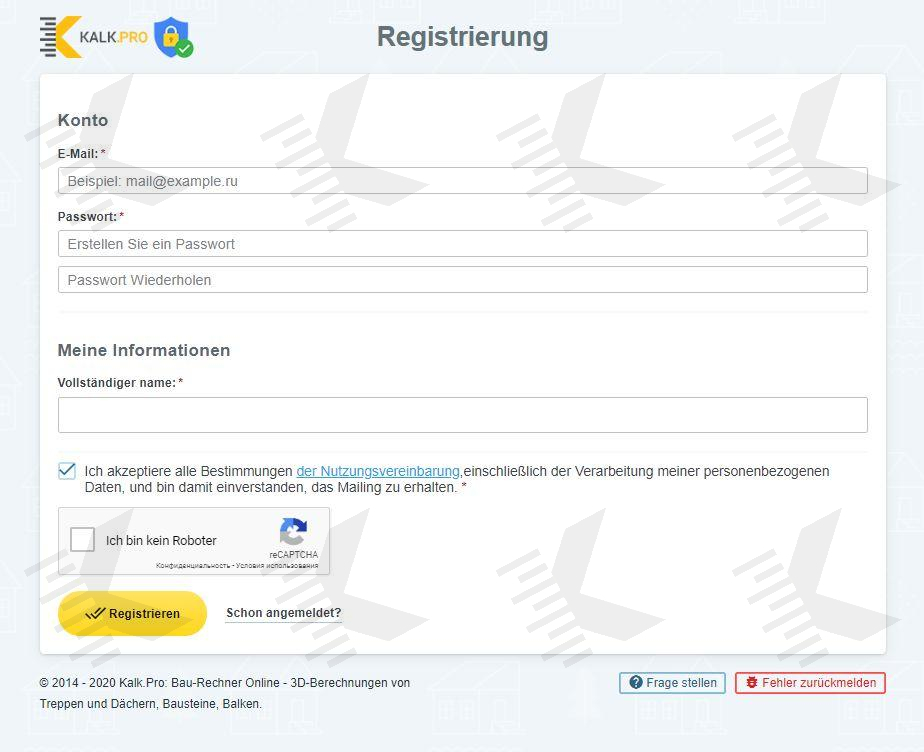 KALK.PRO
Registrierung
Konto
E-Mail: *
Beispiel: mail@example.ru
Passwort: *
Erstellen Sie ein Passwort
Passwort Wiederholen
Meine Informationen
Vollständiger name: *
Ich akzeptiere alle Bestimmungen der Nutzungsvereinbarung,einschließlich der Verarbeitung meiner personenbezogenen
Daten, und bin damit einverstanden, das Mailing zu erhalten. *
Ich bin kein Roboter
reCAPTCHA
Конфиденциальность - Условия использования
Registrieren
Schon angemeldet?
© 2014 - 2020 Kalk.Pro: Bau-Rechner Online - 3D-Berechnungen von
Treppen und Dächern, Bausteine, Balken.
Frage stellen
Fehler zurückmelden